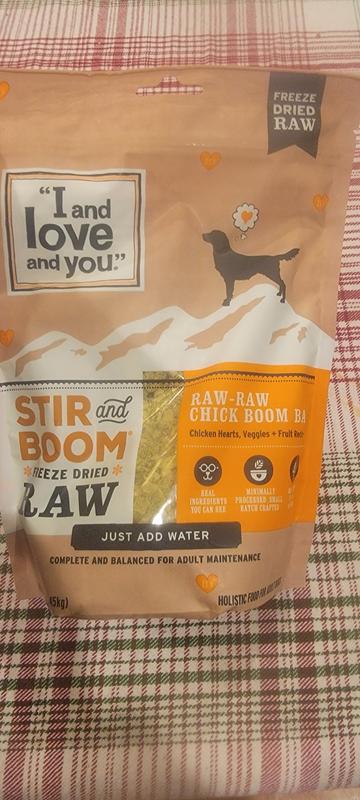 FREEZE
DRIED
RAW
"I and
love
and you."
STIR and
BOOM®
FREEZE DRIED
RAW
RAW-RAW
CHICK BOOM BA
Chicken Hearts, Veggies + Fruit
REAL
INGREDIENTS
YOU CAN SEE
MINIMALLY
PROCESSED SMALL
BATCH CRAFTED
JUST ADD WATER
COMPLETE AND BALANCED FOR ADULT MAINTENANCE
45kg)
HOLISTIC FOOD FOR